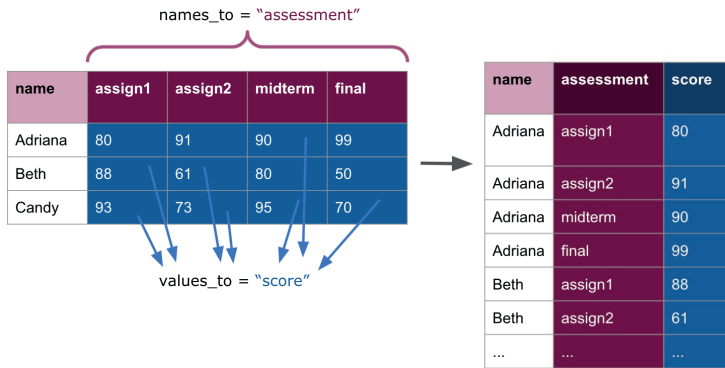 names_to = “assessment”
name assign1 assign2 midterm final
Adriana 80 91 90 99
Beth 88 61 80 50
Candy 93 73 95 70
values_to = “score”
name assessment score
Adriana assign1 80
Adriana assign2 91
Adriana midterm 90
Adriana final 99
Beth assign1 88
Beth assign2 61
... ... ...